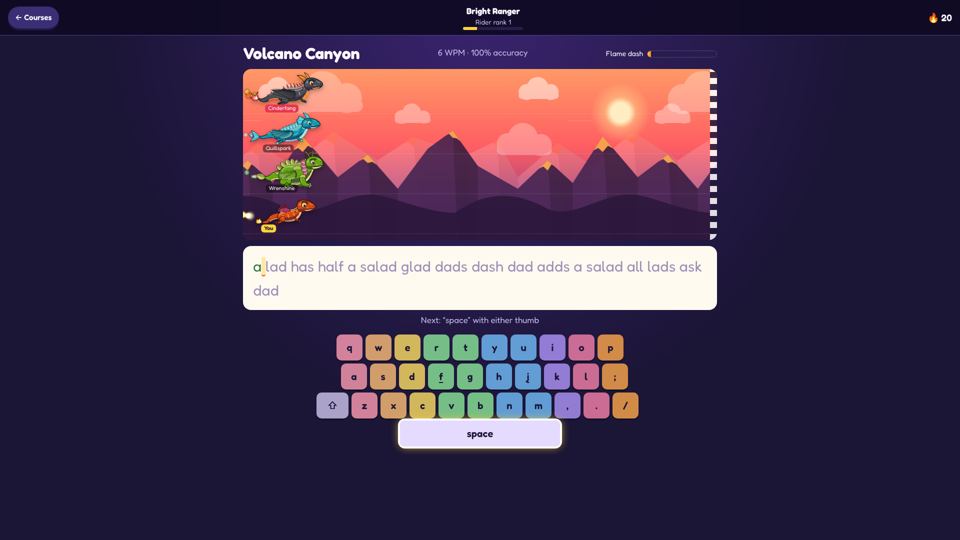 ← Courses
Bright Ranger
Rider rank 1
🔥 20
Volcano Canyon
6 WPM · 100% accuracy
Flame dash
Cinderfang
Quillspark
Wrenshine
You
a lad has half a salad glad dads dash dad adds a salad all lads ask
dad
Next: "space" with either thumb
q w e r t y u i o p
a s d f g h j k l ;
⇧ z x c v b n m , . /
space